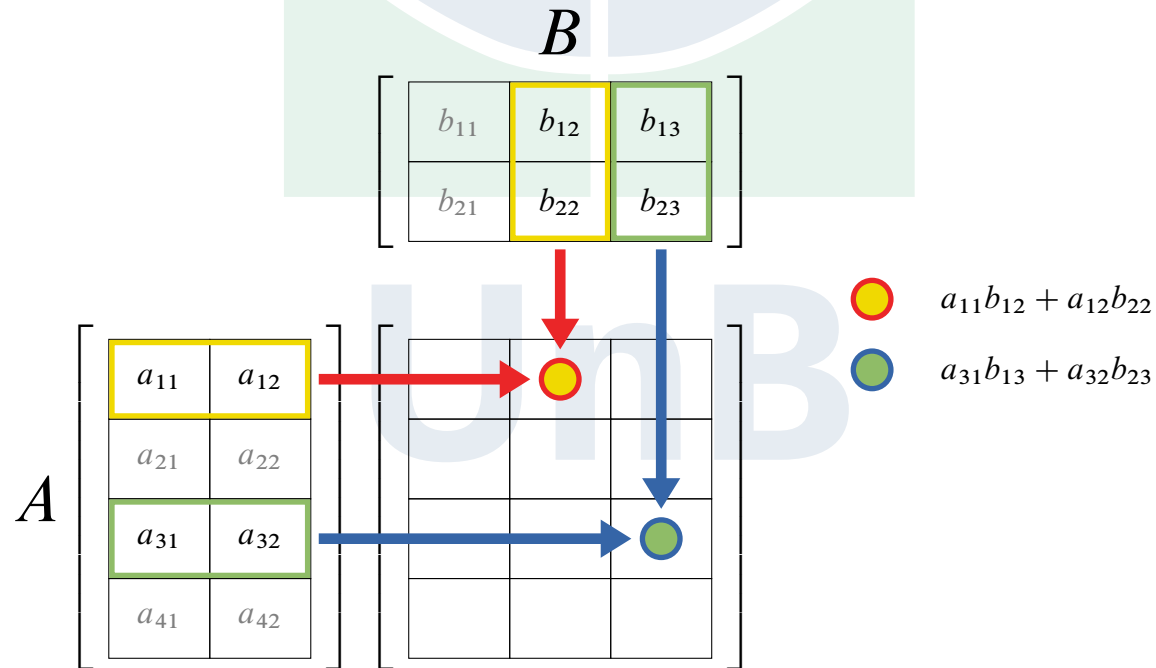 B
b₁₁ b₁₂ b₁₃
b₂₁ b₂₂ b₂₃
a₁₁b₁₂ + a₁₂b₂₂
a₃₁b₁₃ + a₃₂b₂₃
A
a₁₁ a₁₂
a₂₁ a₂₂
a₃₁ a₃₂
a₄₁ a₄₂
UnB